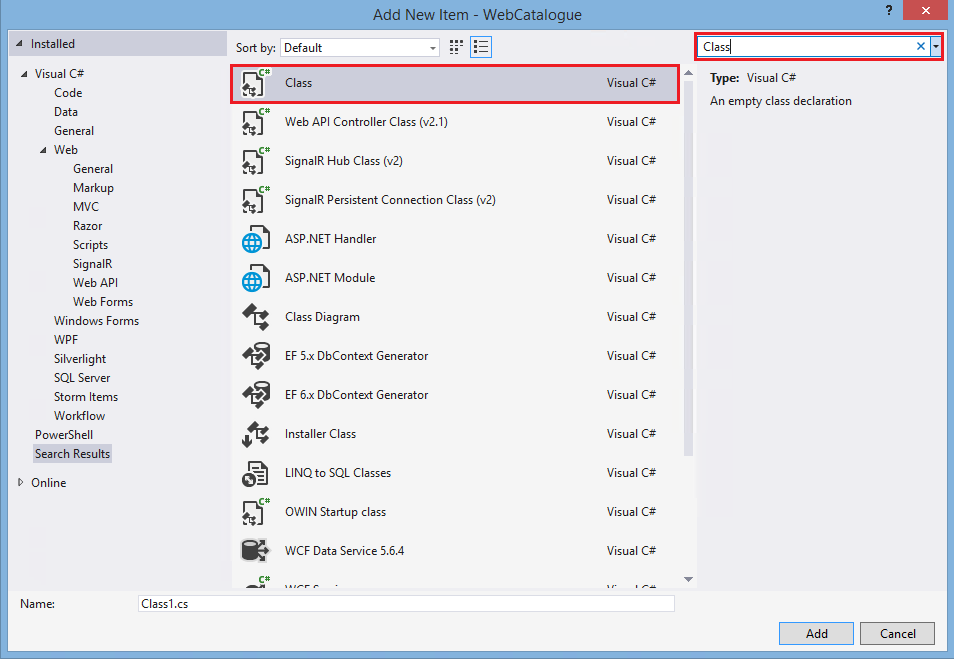 Add New Item - WebCatalogue
?
Installed
Sort by: Default
Class
Visual C#
Code
Data
General
Web
General
Markup
MVC
Razor
Scripts
SignalR
Web API
Web Forms
Windows Forms
WPF
Silverlight
SQL Server
Storm Items
Workflow
PowerShell
Search Results
Online
C# Class Visual C#
C# Web API Controller Class (v2.1) Visual C#
C# SignalR Hub Class (v2) Visual C#
C# SignalR Persistent Connection Class (v2) Visual C#
ASP.NET Handler Visual C#
ASP.NET Module Visual C#
Class Diagram Visual C#
EF 5.x DbContext Generator Visual C#
EF 6.x DbContext Generator Visual C#
Installer Class Visual C#
LINQ to SQL Classes Visual C#
C# OWIN Startup class Visual C#
WCF Data Service 5.6.4 Visual C#
C#
Type: Visual C#
An empty class declaration
Name: Class1.cs
Add Cancel